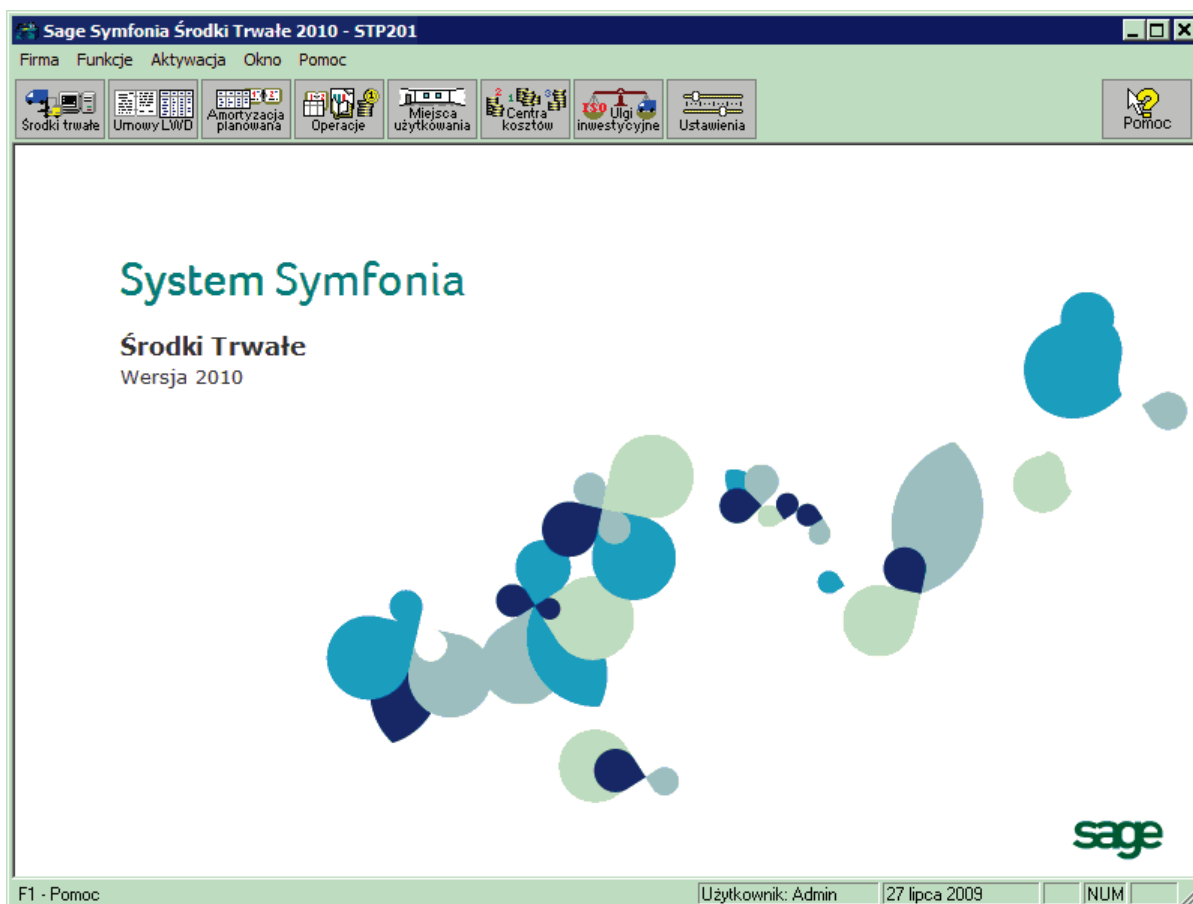 Sage Symfonia Środki Trwałe 2010 - STP201
Firma Funkcje Aktywacja Okno Pomoc
Środki trwałe
Umowy LWD
Amortyzacja
planowana
Operacje
Miejsca
użytkowania
Centra
kosztów
Ulgi
inwestycyjne
Ustawienia
Pomoc
System Symfonia
Środki Trwałe
Wersja 2010
sage
F1 - Pomoc
Użytkownik: Admin
27 lipca 2009
NUM